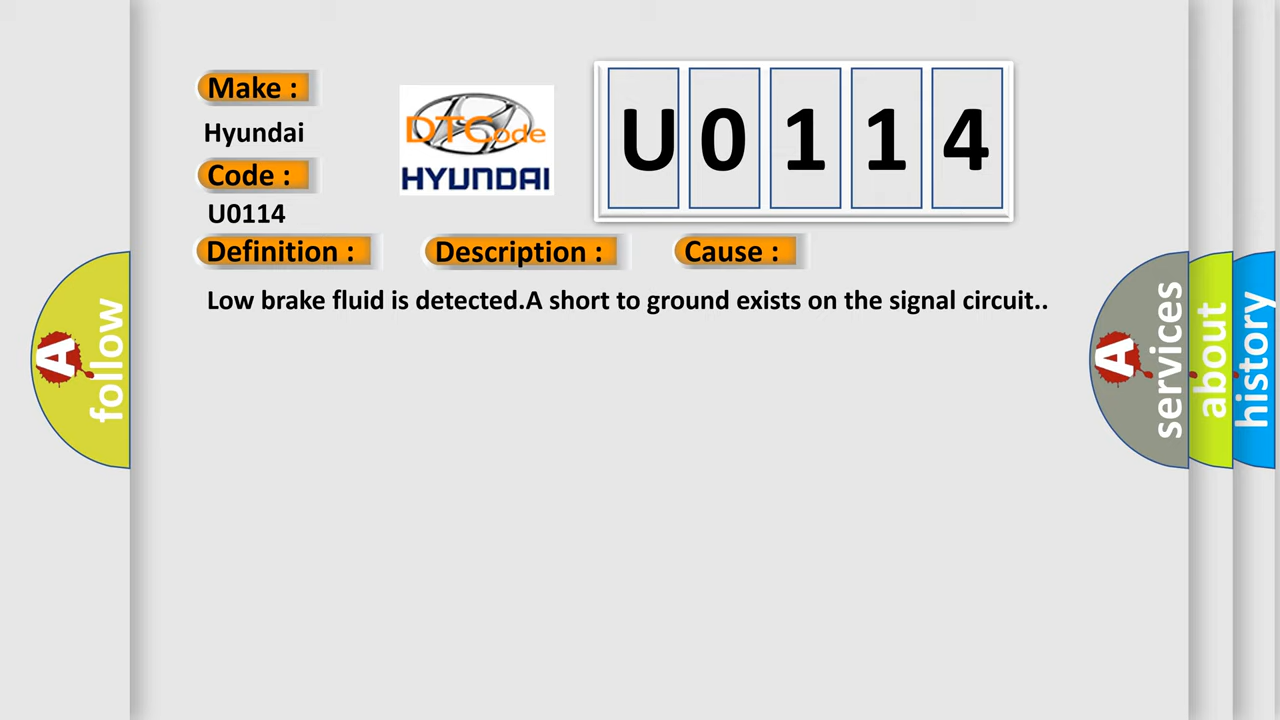 Make :
Hyundai
Code :
U0114
DTCode
HYUNDAI
U0114
Definition :
Description :
Cause :
Low brake fluid is detectedA short to ground exists on the signal circuit..
A follow
A services
about
history